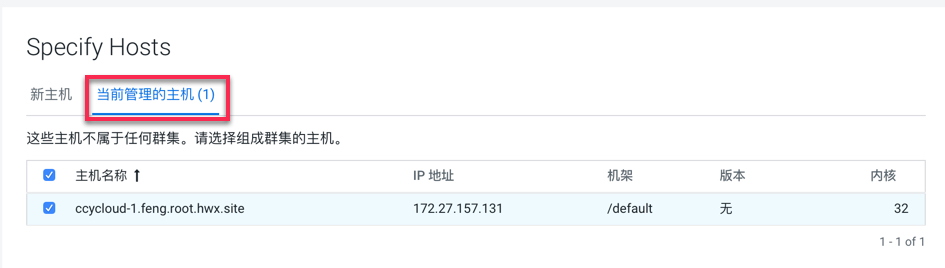 Specify Hosts
新主机 当前管理的主机 (1)
这些主机不属于任何群集。请选择组成群集的主机。
主机名称 ↑ IP 地址 机架 版本 内核
ccycloud-1.feng.root.hwx.site 172.27.157.131 /default 无 32
1 - 1 of 1